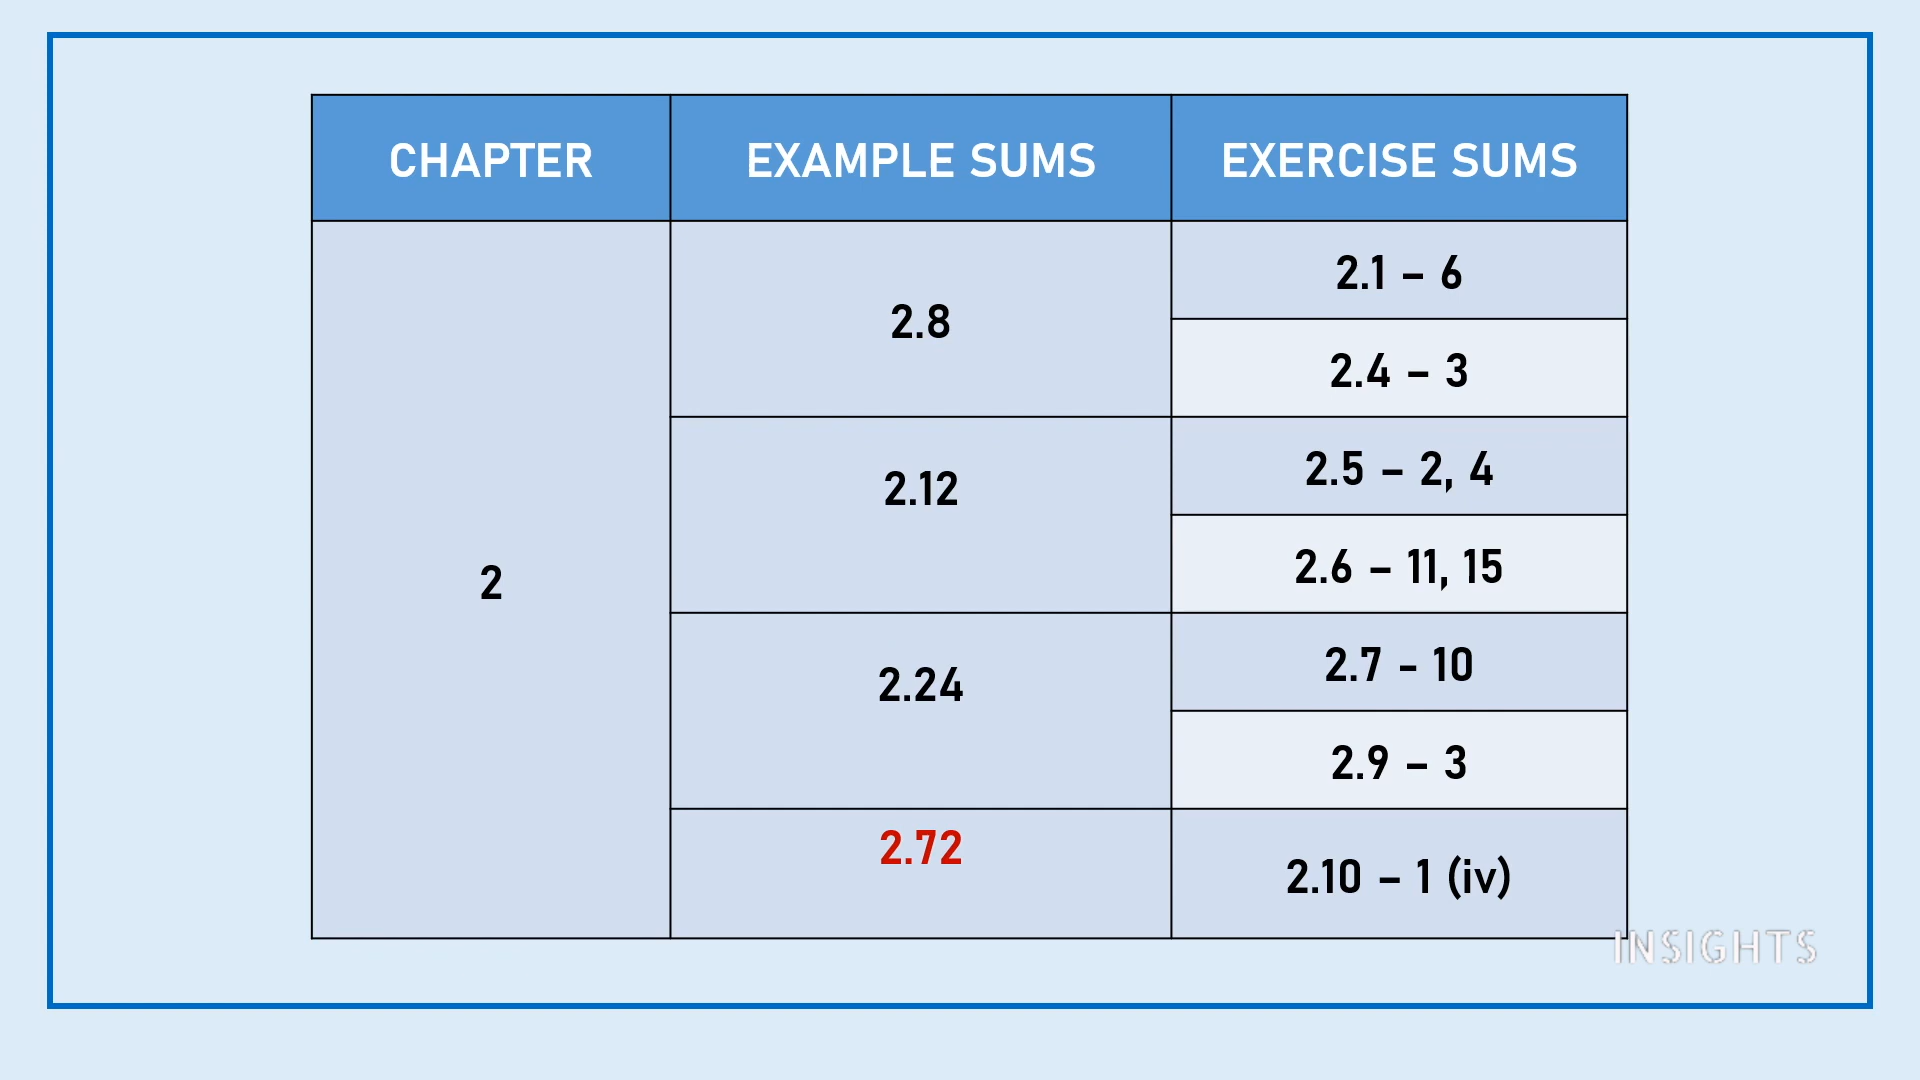 CHAPTER EXAMPLE SUMS EXERCISE SUMS
2 2.8 2.1 – 6
2.4 – 3
2.12 2.5 – 2, 4
2.6 – 11, 15
2.24 2.7 - 10
2.9 – 3
2.72 2.10 – 1 (iv)
INSIGHTS